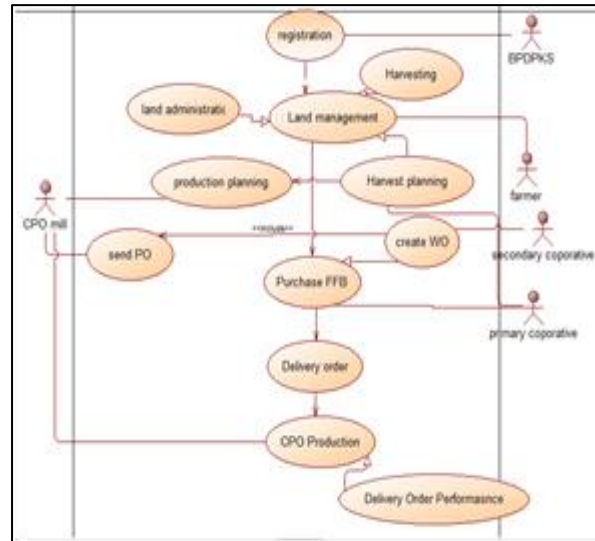 registration
BPDPKS
Harvesting
land administratic
Land management
production planning
Harvest planning
farmer
CPO mill
create WO
send PO
secondary coporative
Purchase FFB
primary coporative
Delivery order
CPO Production
Delivery Order Performasnce